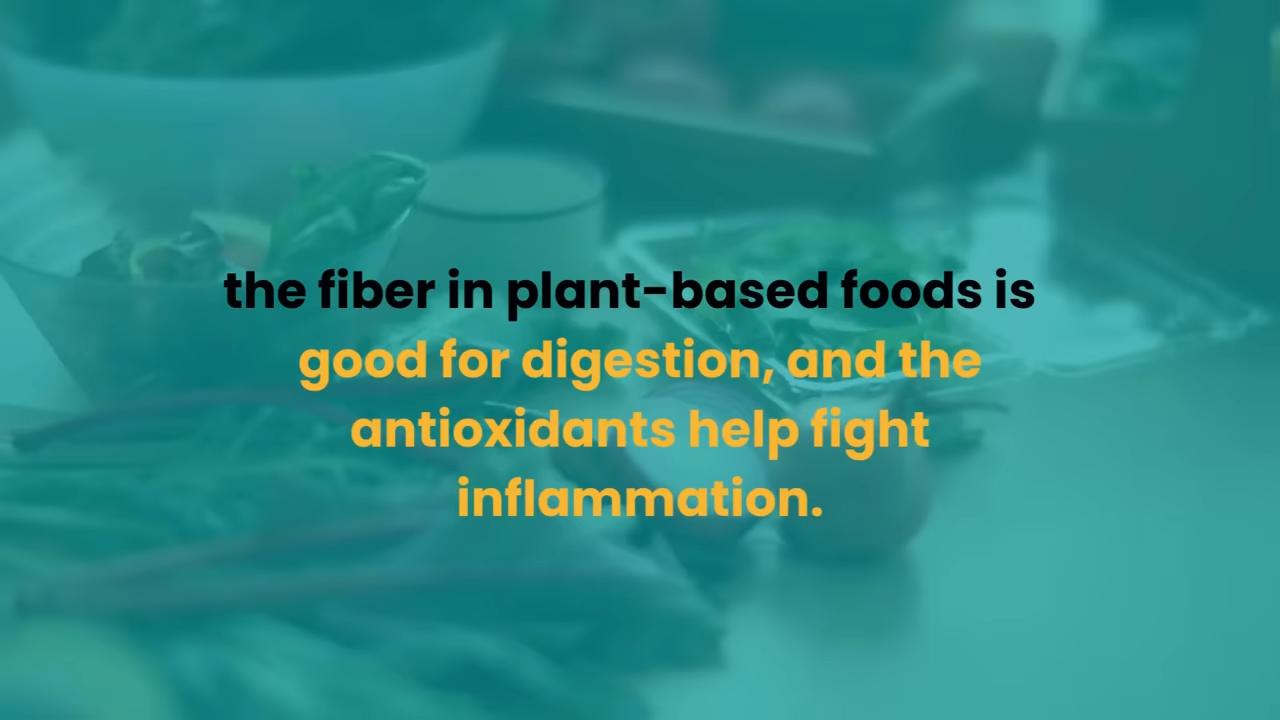 the fiber in plant-based foods is
good for digestion, and the
antioxidants help fight
inflammation.